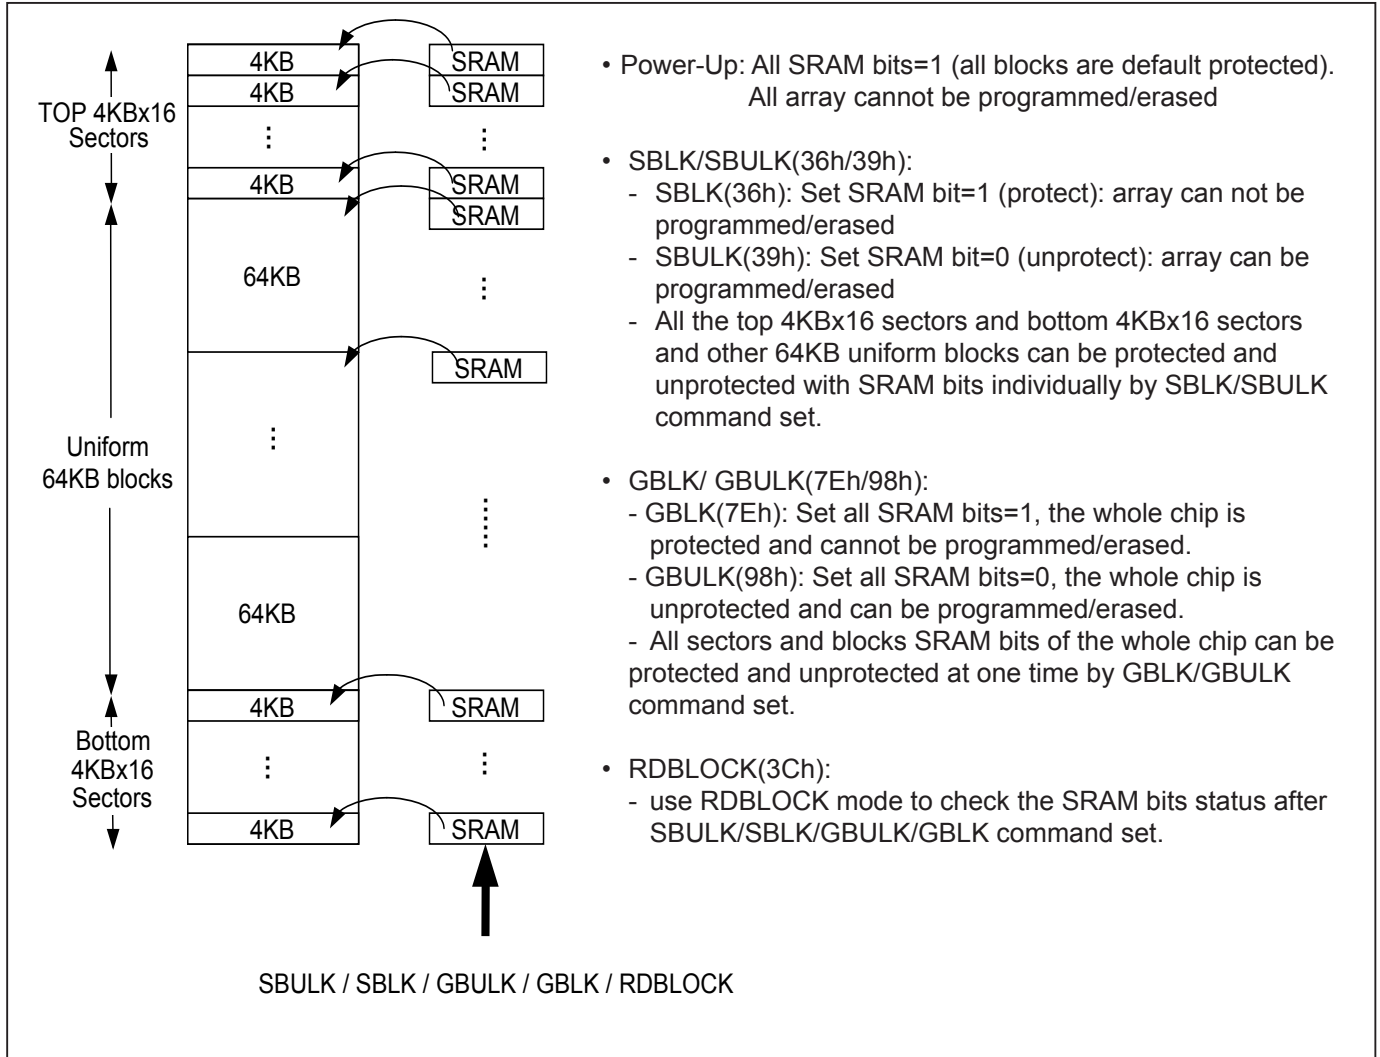 4KB
SRAM
4KB
SRAM
TOP 4KBx16
Sectors
4KB
SRAM
SRAM
64KB
SRAM
Uniform
64KB blocks
64KB
4KB
SRAM
Bottom
4KBx16
Sectors
4KB
SRAM
SBULK / SBLK / GBULK / GBLK / RDBLOCK
• Power-Up: All SRAM bits=1 (all blocks are default protected).
All array cannot be programmed/erased
• SBLK/SBULK(36h/39h):
- SBLK(36h): Set SRAM bit=1 (protect): array can not be
programmed/erased
- SBULK(39h): Set SRAM bit=0 (unprotect): array can be
programmed/erased
- All the top 4KBx16 sectors and bottom 4KBx16 sectors
and other 64KB uniform blocks can be protected and
unprotected with SRAM bits individually by SBLK/SBULK
command set.
• GBLK/ GBULK(7Eh/98h):
- GBLK(7Eh): Set all SRAM bits=1, the whole chip is
protected and cannot be programmed/erased.
- GBULK(98h): Set all SRAM bits=0, the whole chip is
unprotected and can be programmed/erased.
- All sectors and blocks SRAM bits of the whole chip can be
protected and unprotected at one time by GBLK/GBULK
command set.
• RDBLOCK(3Ch):
- use RDBLOCK mode to check the SRAM bits status after
SBULK/SBLK/GBULK/GBLK command set.